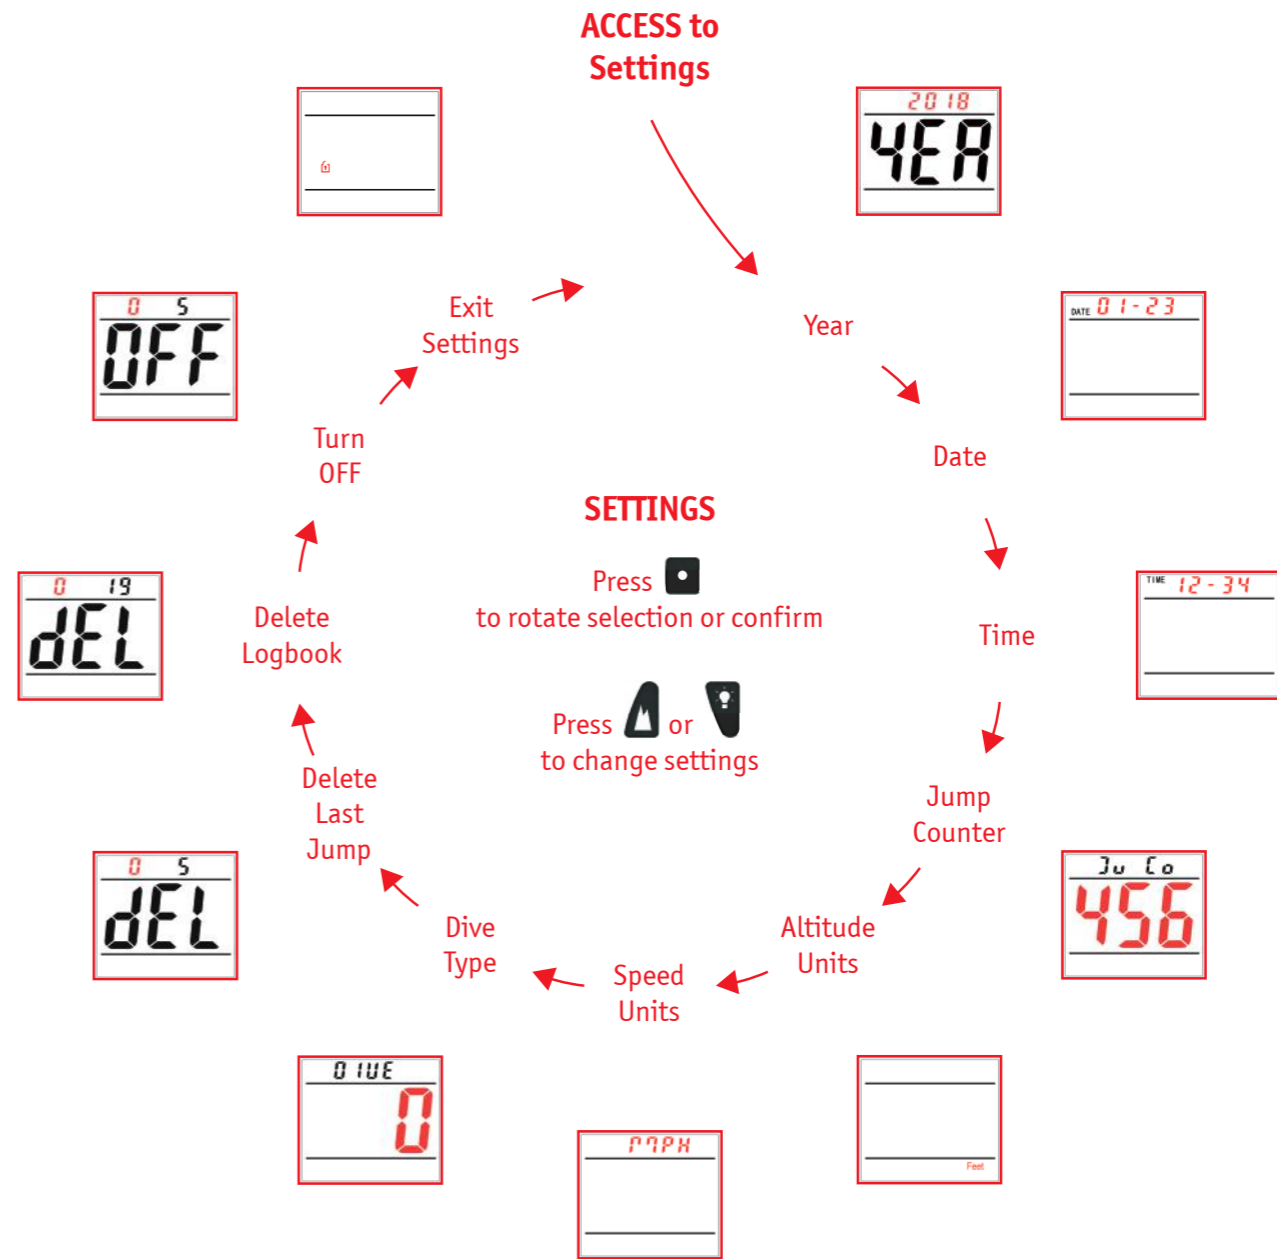 ACCESS to
Settings
2018
YEA
Year
DATE 01-23
Date
TIME 12-34
Time
Jump
Counter
Ju Co
456
Altitude
Units
Feet
Speed
Units
MPH
Dive
Type
DIVE
0
Delete
Last
Jump
0 5
dEL
Delete
Logbook
0 19
dEL
Turn
OFF
0 5
OFF
Exit
Settings
SETTINGS
Press
to rotate selection or confirm
Press or
to change settings